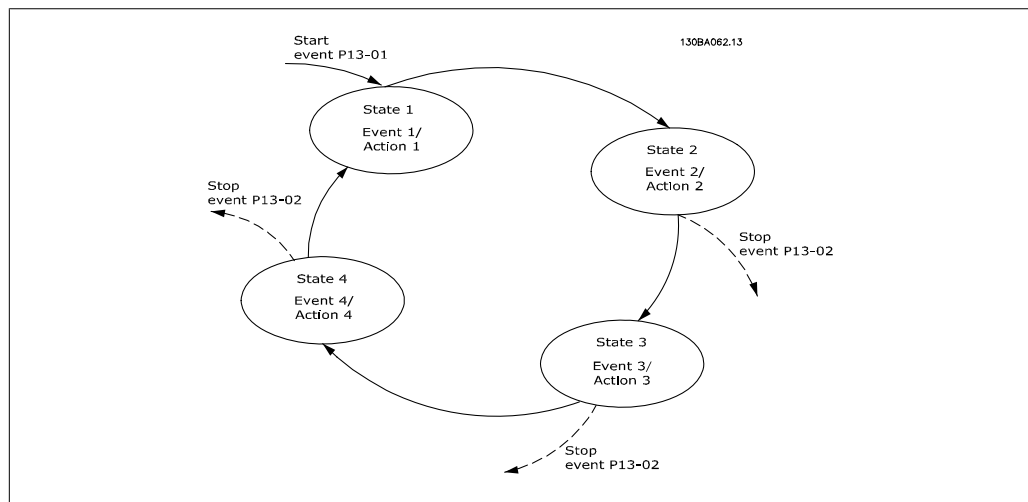 Start
event P13-01
130BA062.13
State 1
Event 1/
Action 1
State 2
Event 2/
Action 2
Stop
event P13-02
Stop
event P13-02
State 4
Event 4/
Action 4
State 3
Event 3/
Action 3
Stop
event P13-02